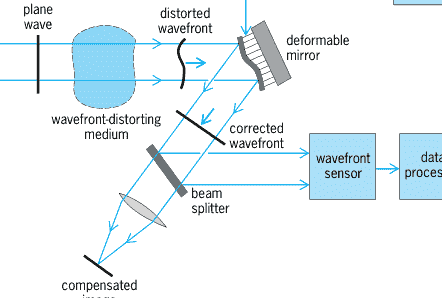 plane
wave
distorted
wavefront
deformable
mirror
wavefront-distorting
medium
corrected
wavefront
wavefront
sensor
beam
splitter
compensated